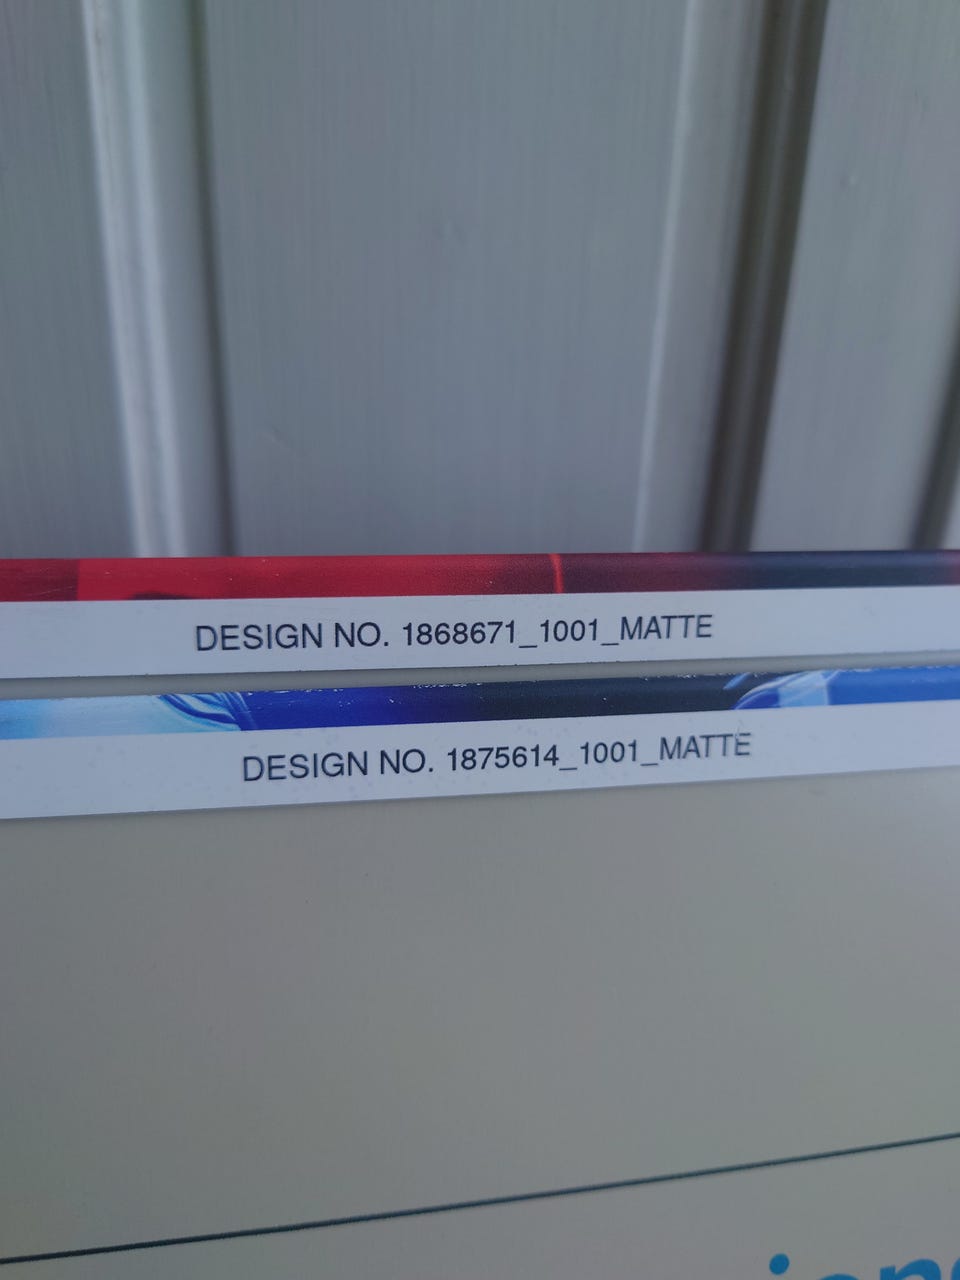 DESIGN NO. 1868671_1001_MATTE
DESIGN NO. 1875614_1001_MATTE